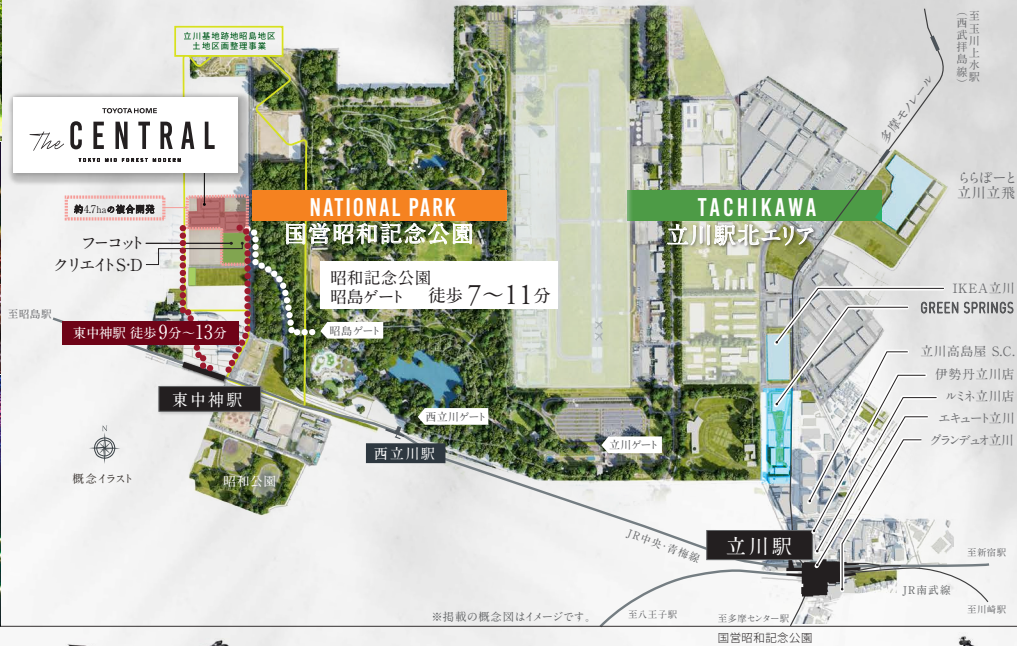 立川基地跡地昭島地区
土地区画整理事業
至玉川上水駅
(西武拝島線)
多摩モノレール
TOYOTA HOME
The CENTRAL
TOKYO MID FOREST MODERN
ららぽーと
立川立飛
約4.7haの複合開発
NATIONAL PARK
国営昭和記念公園
TACHIKAWA
立川駅北エリア
フーコット
クリエイトS・D
昭和記念公園
昭島ゲート 徒歩7〜11分
IKEA立川
GREEN SPRINGS
至昭島駅
東中神駅 徒歩9分〜13分
昭島ゲート
立川高島屋 S.C.
伊勢丹立川店
ルミネ立川店
エキュート立川
グランデュオ立川
東中神駅
西立川ゲート
立川ゲート
西立川駅
概念イラスト
昭和公園
N
JR中央・青梅線
立川駅
至新宿駅
JR南武線
至川崎駅
※掲載の概念図はイメージです。
至八王子駅
至多摩センター駅
国営昭和記念公園